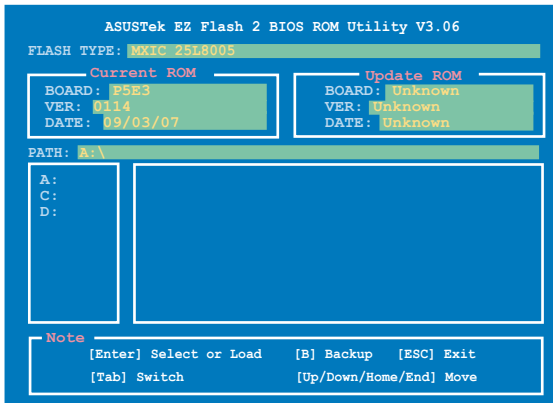 ASUSTek EZ Flash 2 BIOS ROM Utility V3.06
FLASH TYPE: MXIC 25L8005
Current ROM
BOARD: P5E3
VER: 0114
DATE: 09/03/07
Update ROM
BOARD: Unknown
VER: Unknown
DATE: Unknown
PATH: A:\
A:
C:
D:
Note
[Enter] Select or Load [B] Backup [ESC] Exit
[Tab] Switch [Up/Down/Home/End] Move